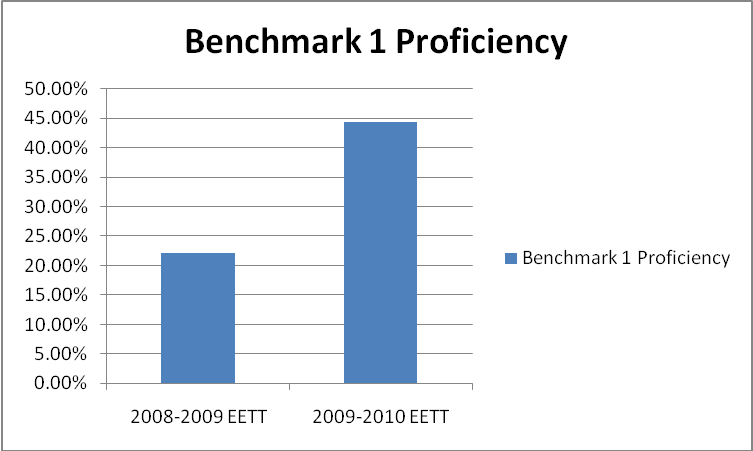 Benchmark 1 Proficiency
50.00%
45.00%
40.00%
35.00%
30.00%
25.00%
20.00%
15.00%
10.00%
5.00%
0.00%
2008-2009 EETT
2009-2010 EETT
Benchmark 1 Proficiency